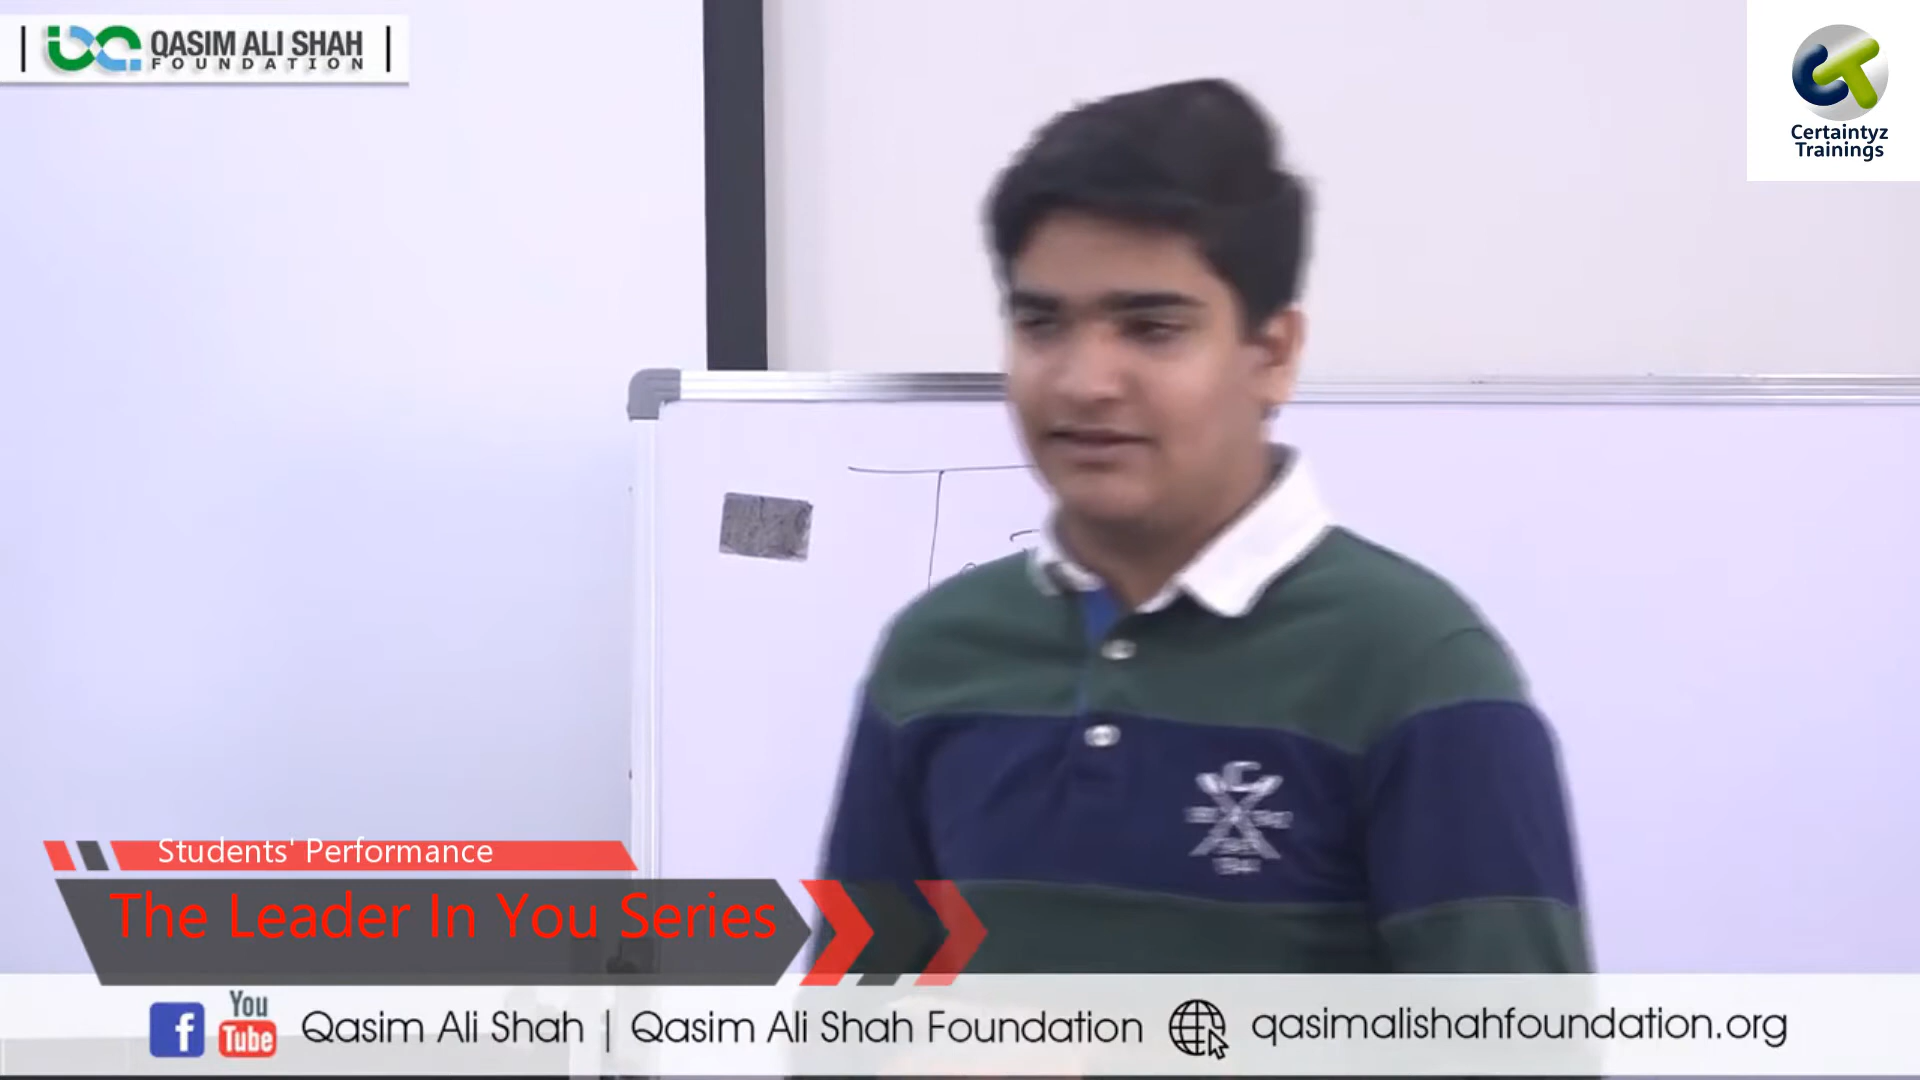 QASIM ALI SHAH
FOUNDATION
Certaintyz
Trainings
Students' Performance
The Leader In You Series
You
Tube
Qasim Ali Shah | Qasim Ali Shah Foundation
qasimalishahfoundation.org